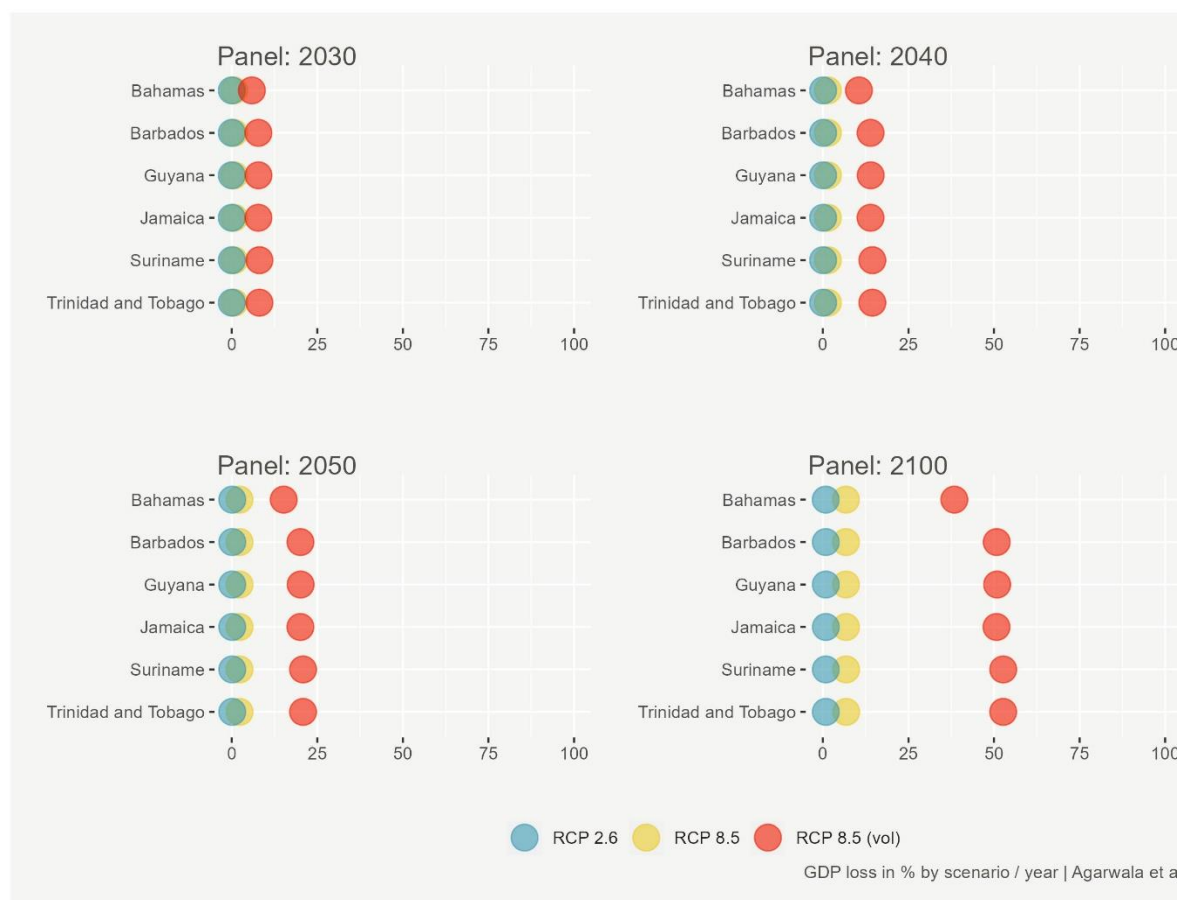 Panel: 2030
Bahamas
Barbados
Guyana
Jamaica
Suriname
Trinidad and Tobago
0 25 50 75 100
Panel: 2040
Bahamas
Barbados
Guyana
Jamaica
Suriname
Trinidad and Tobago
0 25 50 75 100
Panel: 2050
Bahamas
Barbados
Guyana
Jamaica
Suriname
Trinidad and Tobago
0 25 50 75 100
Panel: 2100
Bahamas
Barbados
Guyana
Jamaica
Suriname
Trinidad and Tobago
0 25 50 75 100
RCP 2.6 RCP 8.5 RCP 8.5 (vol)
GDP loss in % by scenario / year | Agarwala et a